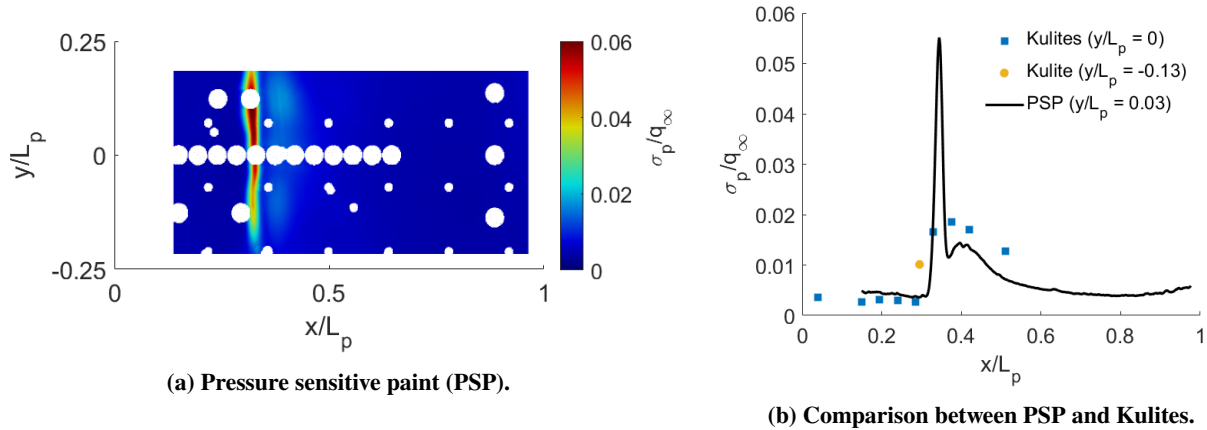 0.25
0
-0.25
y/L_p
0
0.5
1
x/L_p
0.06
0.04
0.02
0
σ_p/q_∞
(a) Pressure sensitive paint (PSP).
0.06
0.05
0.04
0.03
0.02
0.01
0
σ_p/q_∞
Kulites (y/L_p = 0)
Kulite (y/L_p = -0.13)
PSP (y/L_p = 0.03)
0
0.2
0.4
0.6
0.8
1
x/L_p
(b) Comparison between PSP and Kulites.